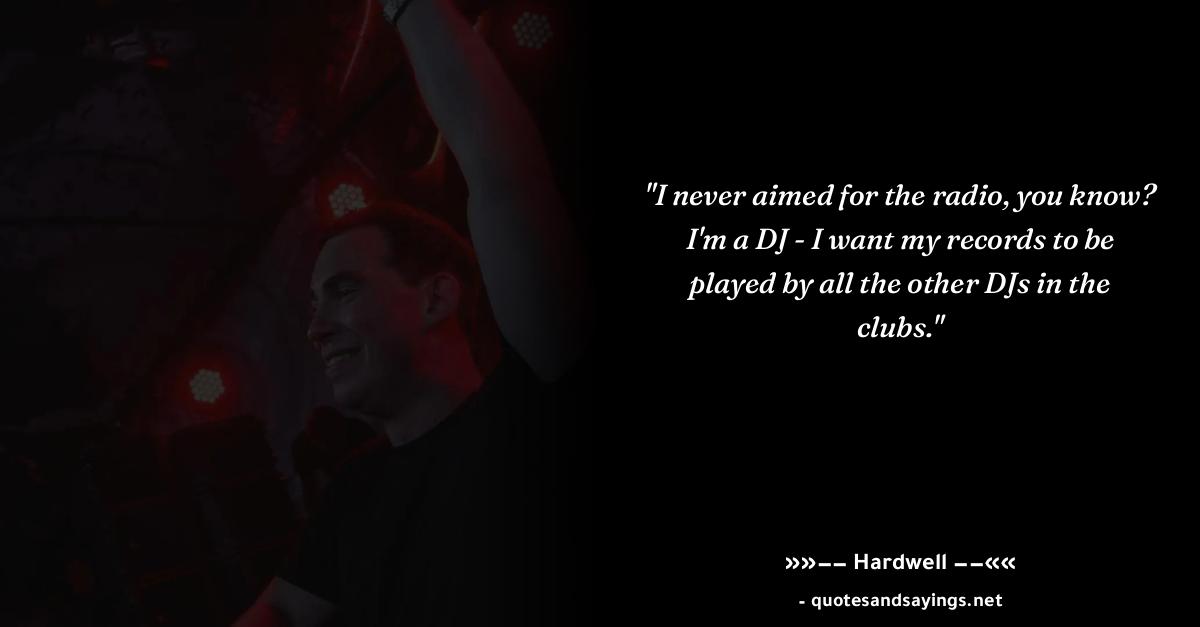 "I never aimed for the radio, you know?
I'm a DJ - I want my records to be
played by all the other DJs in the
clubs."
»»−− Hardwell −−««
- quotesandsayings.net